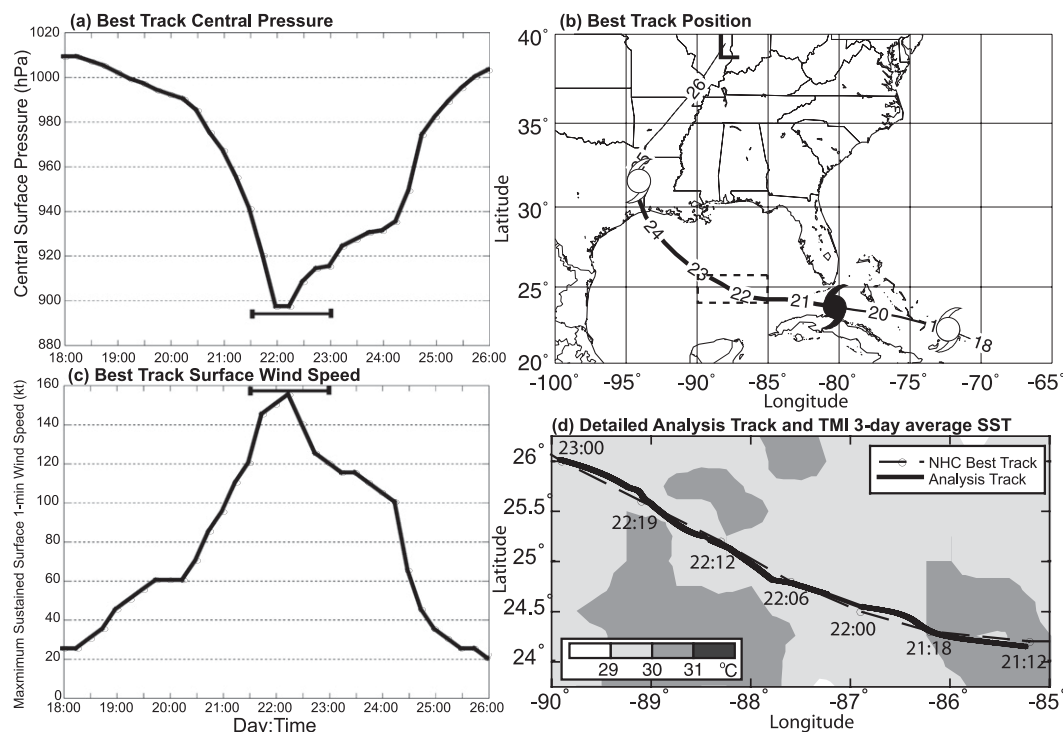 (a) Best Track Central Pressure
Central Surface Pressure (hPa)
1020
1000
980
960
940
920
900
880
18:00 19:00 20:00 21:00 22:00 23:00 24:00 25:00 26:00
(b) Best Track Position
Latitude
40°
35°
30°
25°
20°
26
24
23
22
21
20
18
-100 -95 -90 -85 -80 -75 -70
Longitude
(c) Best Track Surface Wind Speed
Maxmimum Sustained Surface 1-min Wind Speed (kt)
160
140
120
100
80
60
40
20
0
18:00 19:00 20:00 21:00 22:00 23:00 24:00 25:00 26:00
Day:Time
(d) Detailed Analysis Track and TMI 3-day average SST
Latitude
26°
25.5°
25°
24.5°
24°
23:00
22:19
22:12
22:06
22:00
21:18
21:12
NHC Best Track
Analysis Track
29 30 31 °C
-90° -89° -88° -87° -86° -85°
Longitude